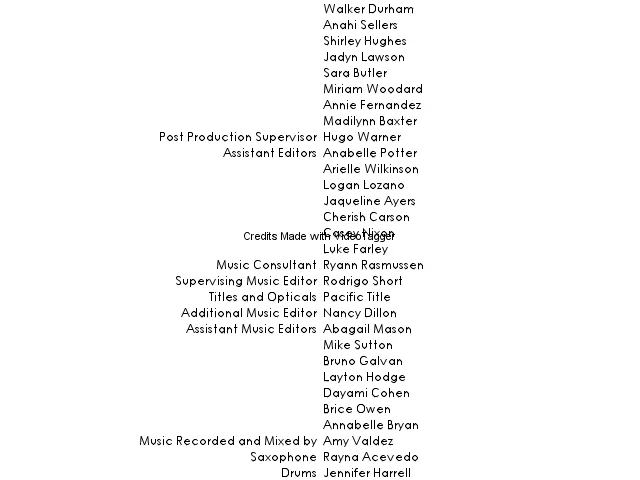 Walker Durham
Anahi Sellers
Shirley Hughes
Jadyn Lawson
Sara Butler
Miriam Woodard
Annie Fernandez
Madilynn Baxter
Post Production Supervisor Hugo Warner
Assistant Editors Anabelle Potter
Arielle Wilkinson
Logan Lozano
Jaqueline Ayers
Cherish Carson
Casey Nixon
Credits Made with VideoTagger
Luke Farley
Music Consultant Ryann Rasmussen
Supervising Music Editor Rodrigo Short
Titles and Opticals Pacific Title
Additional Music Editor Nancy Dillon
Assistant Music Editors Abagail Mason
Mike Sutton
Bruno Galvan
Layton Hodge
Dayami Cohen
Brice Owen
Annabelle Bryan
Music Recorded and Mixed by Amy Valdez
Saxophone Rayna Acevedo
Drums Jennifer Harrell